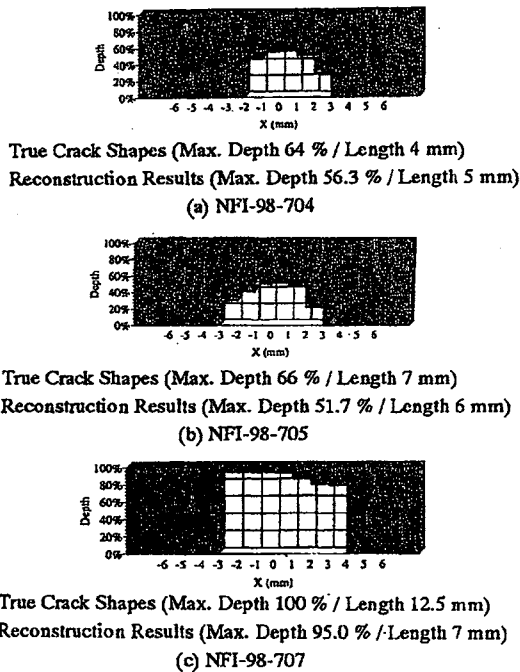 100%
80%
60%
40%
20%
0%
Depth
-6 -5 -4 -3 -2 -1 0 1 2 3 4 5 6
X (mm)
True Crack Shapes (Max. Depth 64 % / Length 4 mm)
Reconstruction Results (Max. Depth 56.3 % / Length 5 mm)
(a) NFI-98-704
100%
80%
60%
40%
20%
0%
Depth
-6 -5 -4 -3 -2 -1 0 1 2 3 4 5 6
X (mm)
True Crack Shapes (Max. Depth 66 % / Length 7 mm)
Reconstruction Results (Max. Depth 51.7 % / Length 6 mm)
(b) NFI-98-705
100%
80%
60%
40%
20%
0%
Depth
-6 -5 -4 -3 -2 -1 0 1 2 3 4 5 6
X (mm)
True Crack Shapes (Max. Depth 100 % / Length 12.5 mm)
Reconstruction Results (Max. Depth 95.0 % / Length 7 mm)
(c) NFI-98-707